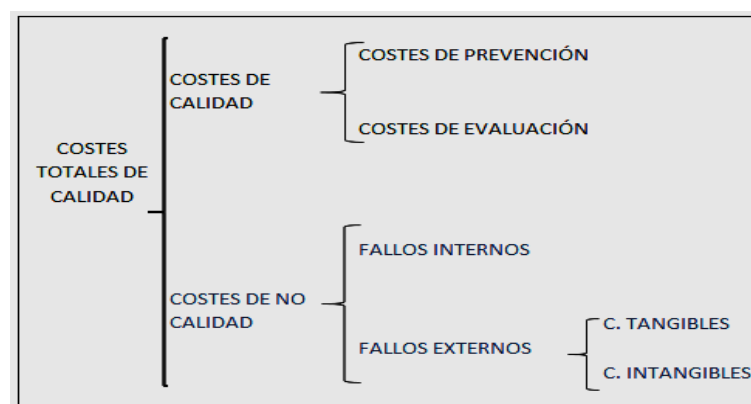 COSTES
TOTALES DE
CALIDAD
COSTES DE
CALIDAD
COSTES DE PREVENCIÓN
COSTES DE EVALUACIÓN
COSTES DE NO
CALIDAD
FALLOS INTERNOS
FALLOS EXTERNOS
C. TANGIBLES
C. INTANGIBLES